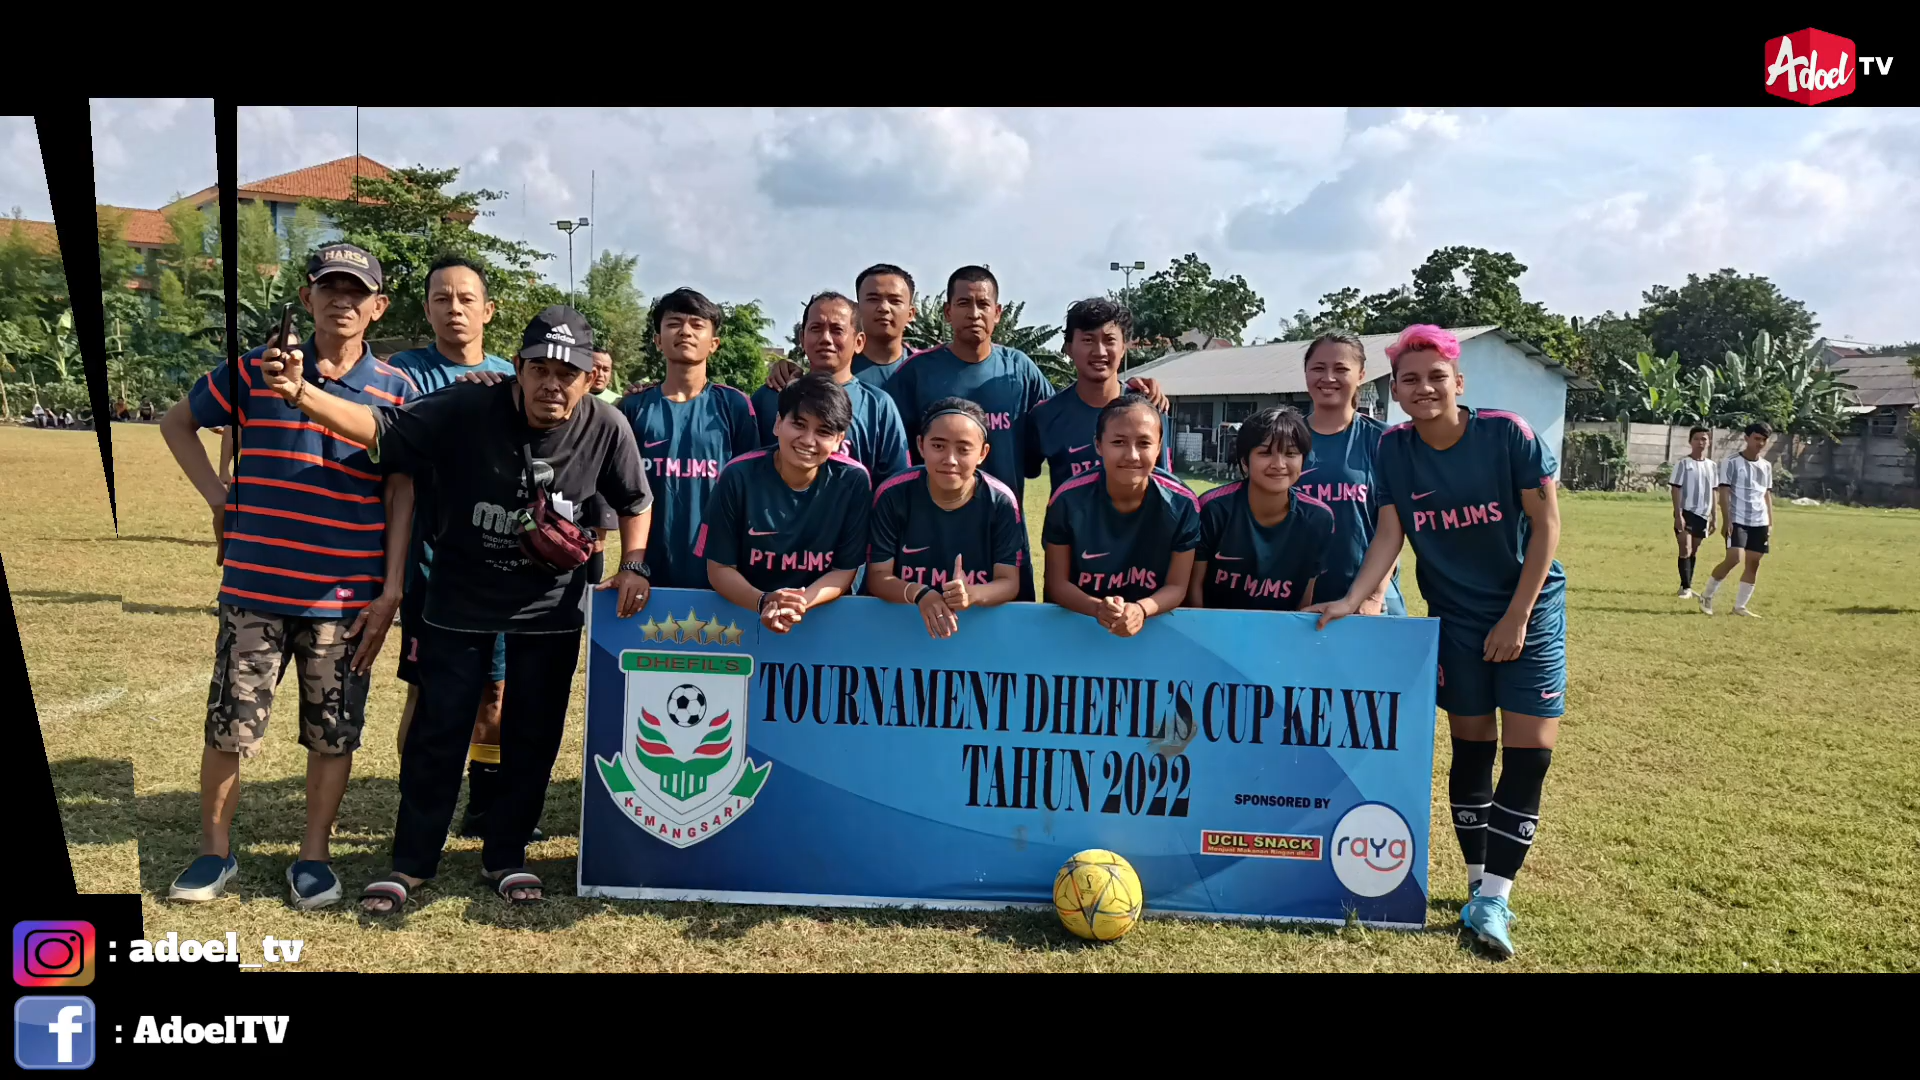 Adoel TV
MARSA
adidas
PT MJMS
PT MJMS
PT MJMS
PT MJMS
PT MJMS
PT MJMS
PT MJMS
DHEFIL'S
KEMANGSARI
TOURNAMENT DHEFIL'S CUP KE XXI
TAHUN 2022
SPONSORED BY
UCIL SNACK
raya
: adoel_tv
: AdoelTV